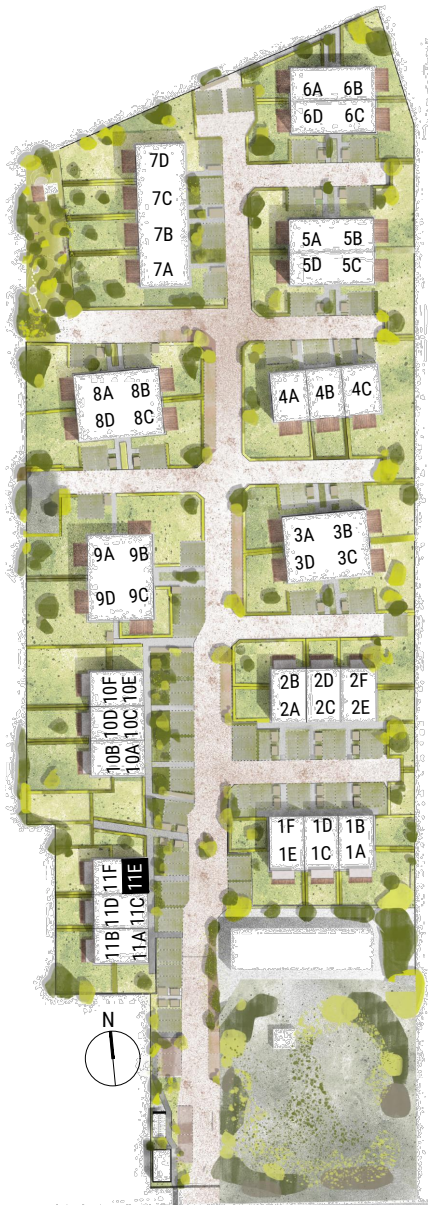 6A 6B
6D 6C
7D
7C
7B
7A
5A 5B
5D 5C
8A 8B
8D 8C
4A 4B 4C
3A 3B
3D 3C
9A 9B
9D 9C
10F 10E
10D 10C
10B 10A
2B 2D 2F
2A 2C 2E
1F 1D 1B
1E 1C 1A
11F 11E
11D 11C
11B 11A
N